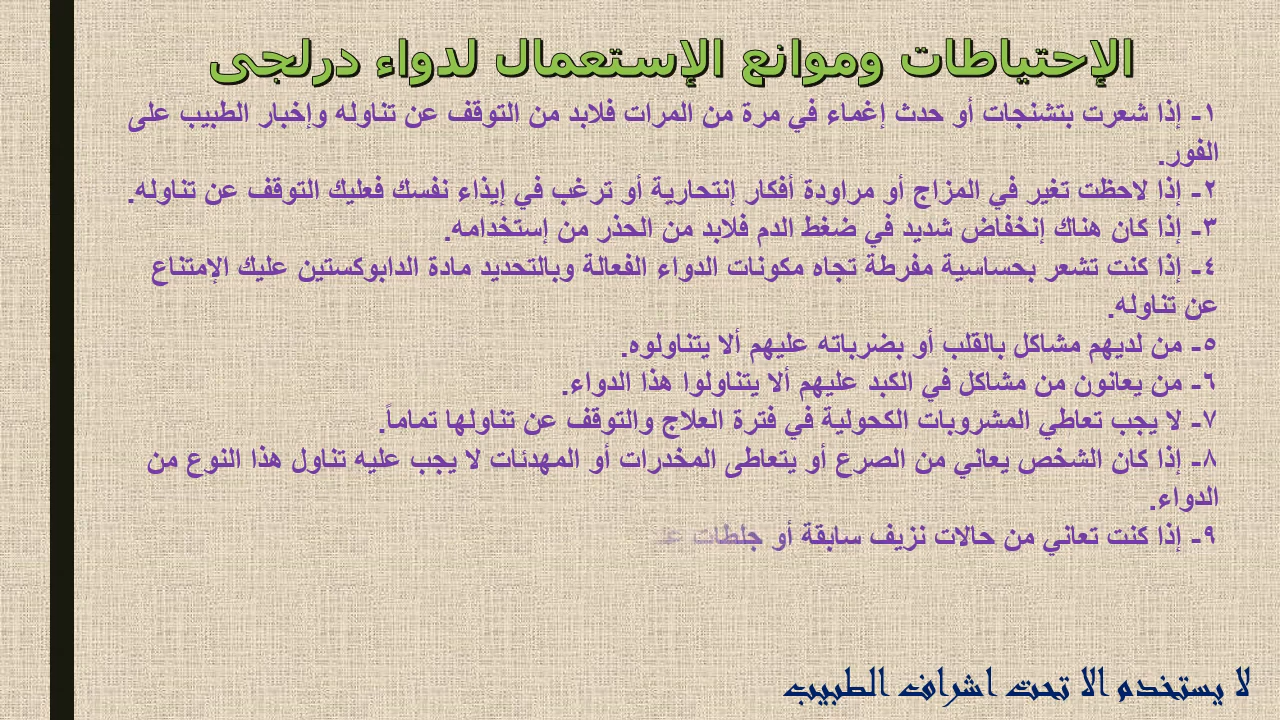 الإحتياطات وموانع الإستعمال لدواء درلجى
١- إذا شعرت بتشنجات أو حدث إغماء في مرة من المرات فلابد من التوقف عن تناوله وإخبار الطبيب على
الفور.
٢- إذا لاحظت تغير في المزاج أو مراودة أفكار إنتحارية أو ترغب في إيذاء نفسك فعليك التوقف عن تناوله.
٣- إذا كان هناك إنخفاض شديد في ضغط الدم فلابد من الحذر من إستخدامه.
٤- إذا كنت تشعر بحساسية مفرطة تجاه مكونات الدواء الفعالة وبالتحديد مادة الدابوكستين عليك الإمتناع
عن تناوله.
٥- من لديهم مشاكل بالقلب أو بضرباته عليهم ألا يتناولوه.
٦- من يعانون من مشاكل في الكبد عليهم ألا يتناولوا هذا الدواء.
٧- لا يجب تعاطي المشروبات الكحولية في فترة العلاج والتوقف عن تناولها تماماً.
٨- إذا كان الشخص يعاني من الصرع أو يتعاطى المخدرات أو المهدئات لا يجب عليه تناول هذا النوع من
الدواء.
٩- إذا كنت تعاني من حالات نزيف سابقة أو جلطات
لا يستخدم الا تحت اشراف الطبيب